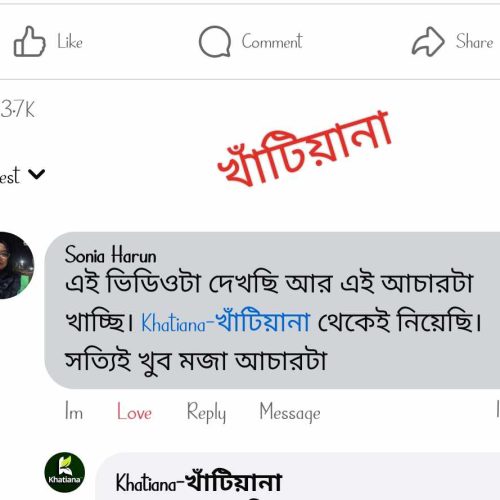 Like Comment Share
3.7K
খাঁটিয়ানা
est
Sonia Harun
এই ভিডিওটা দেখছি আর এই আচারটা
খাচ্ছি। Khatiana-খাঁটিয়ানা থেকেই নিয়েছি।
সত্যিই খুব মজা আচারটা
1m Love Reply Message
Khatiana
Khatiana-খাঁটিয়ানা